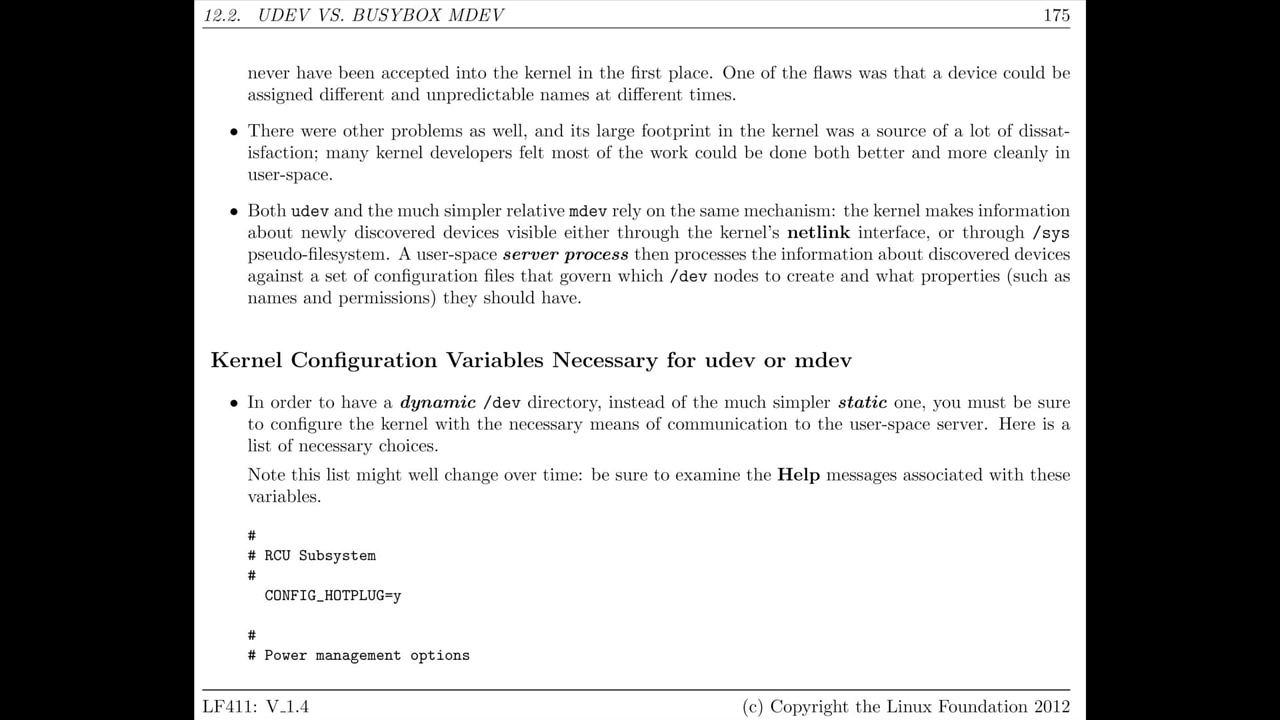 12.2. UDEV VS. BUSYBOX MDEV 175
never have been accepted into the kernel in the first place. One of the flaws was that a device could be
assigned different and unpredictable names at different times.
• There were other problems as well, and its large footprint in the kernel was a source of a lot of dissat-
isfaction; many kernel developers felt most of the work could be done both better and more cleanly in
user-space.
• Both udev and the much simpler relative mdev rely on the same mechanism: the kernel makes information
about newly discovered devices visible either through the kernel's netlink interface, or through /sys
pseudo-filesystem. A user-space server process then processes the information about discovered devices
against a set of configuration files that govern which /dev nodes to create and what properties (such as
names and permissions) they should have.
Kernel Configuration Variables Necessary for udev or mdev
• In order to have a dynamic /dev directory, instead of the much simpler static one, you must be sure
to configure the kernel with the necessary means of communication to the user-space server. Here is a
list of necessary choices.
Note this list might well change over time: be sure to examine the Help messages associated with these
variables.
#
# RCU Subsystem
#
CONFIG_HOTPLUG=y
#
# Power management options
LF411: V_1.4 (c) Copyright the Linux Foundation 2012